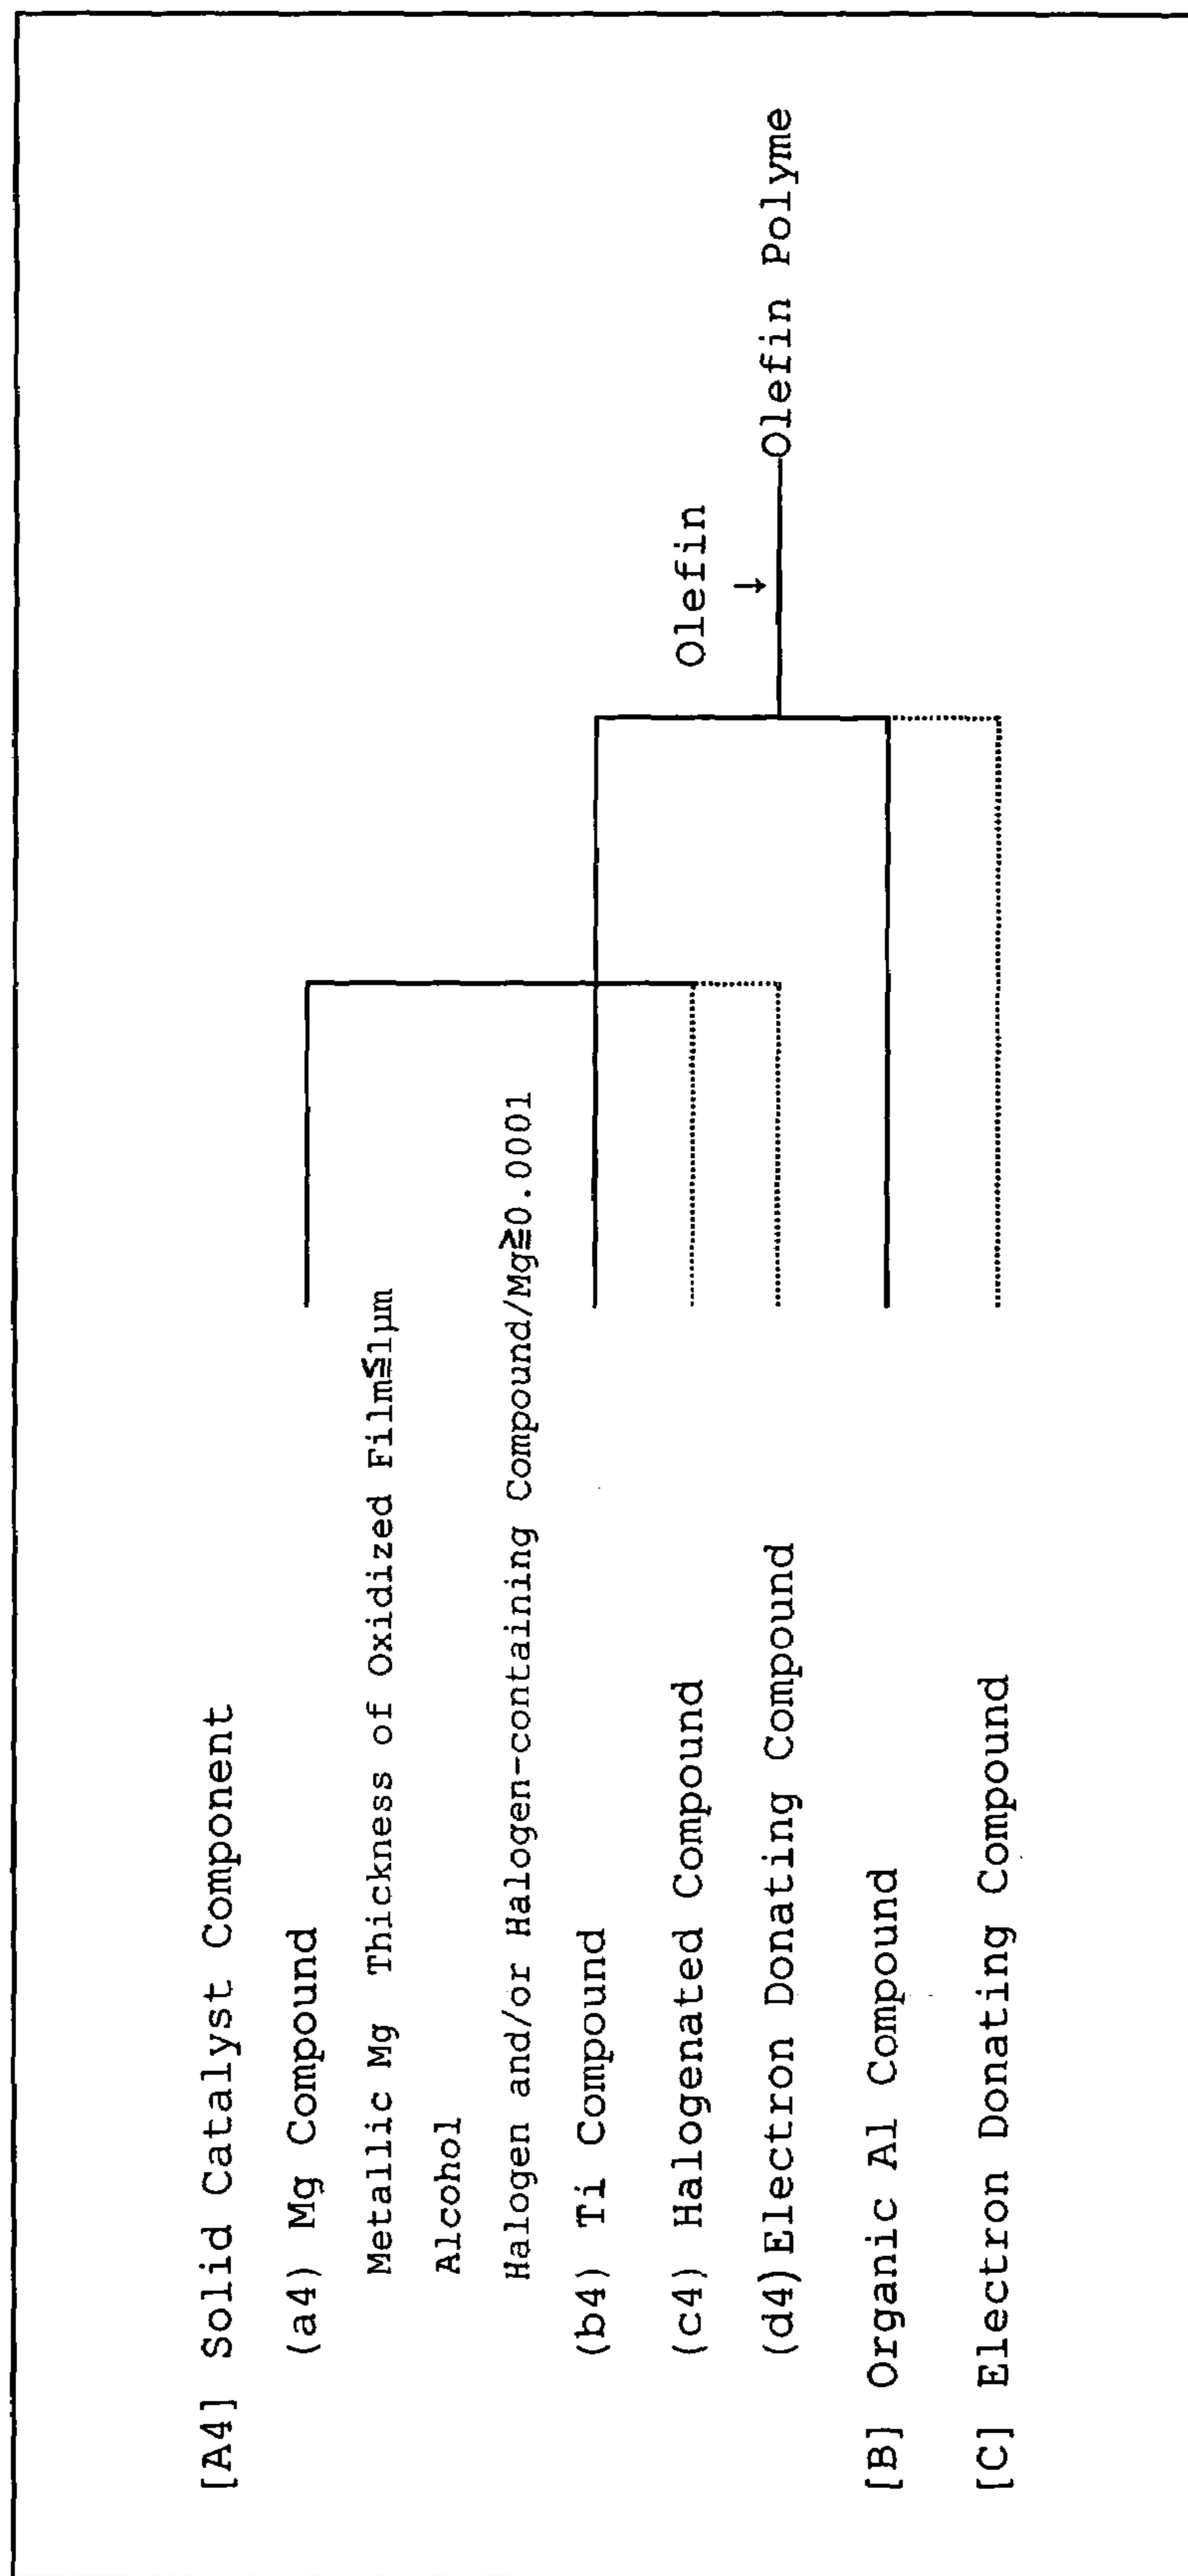 [A4] Solid Catalyst Component
(a4) Mg Compound
Metallic Mg Thickness of Oxidized Film≦1μm
Alcohol
Halogen and/or Halogen-containing Compound/Mg≧0.0001
(b4) Ti Compound
(c4) Halogenated Compound
(d4)Electron Donating Compound
[B] Organic Al Compound
[C] Electron Donating Compound
Olefin
↓
Olefin Polyme